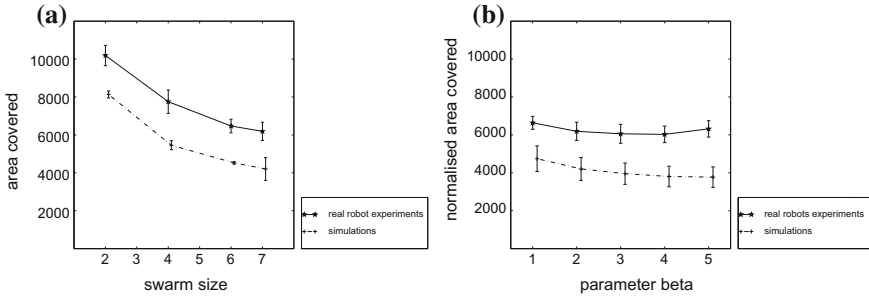 (a)
area covered
10000
8000
6000
4000
2000
2 3 4 5 6 7
swarm size
real robot experiments
simulations
(b)
normalised area covered
10000
8000
6000
4000
2000
1 2 3 4 5
parameter beta
real robots experiments
simulations